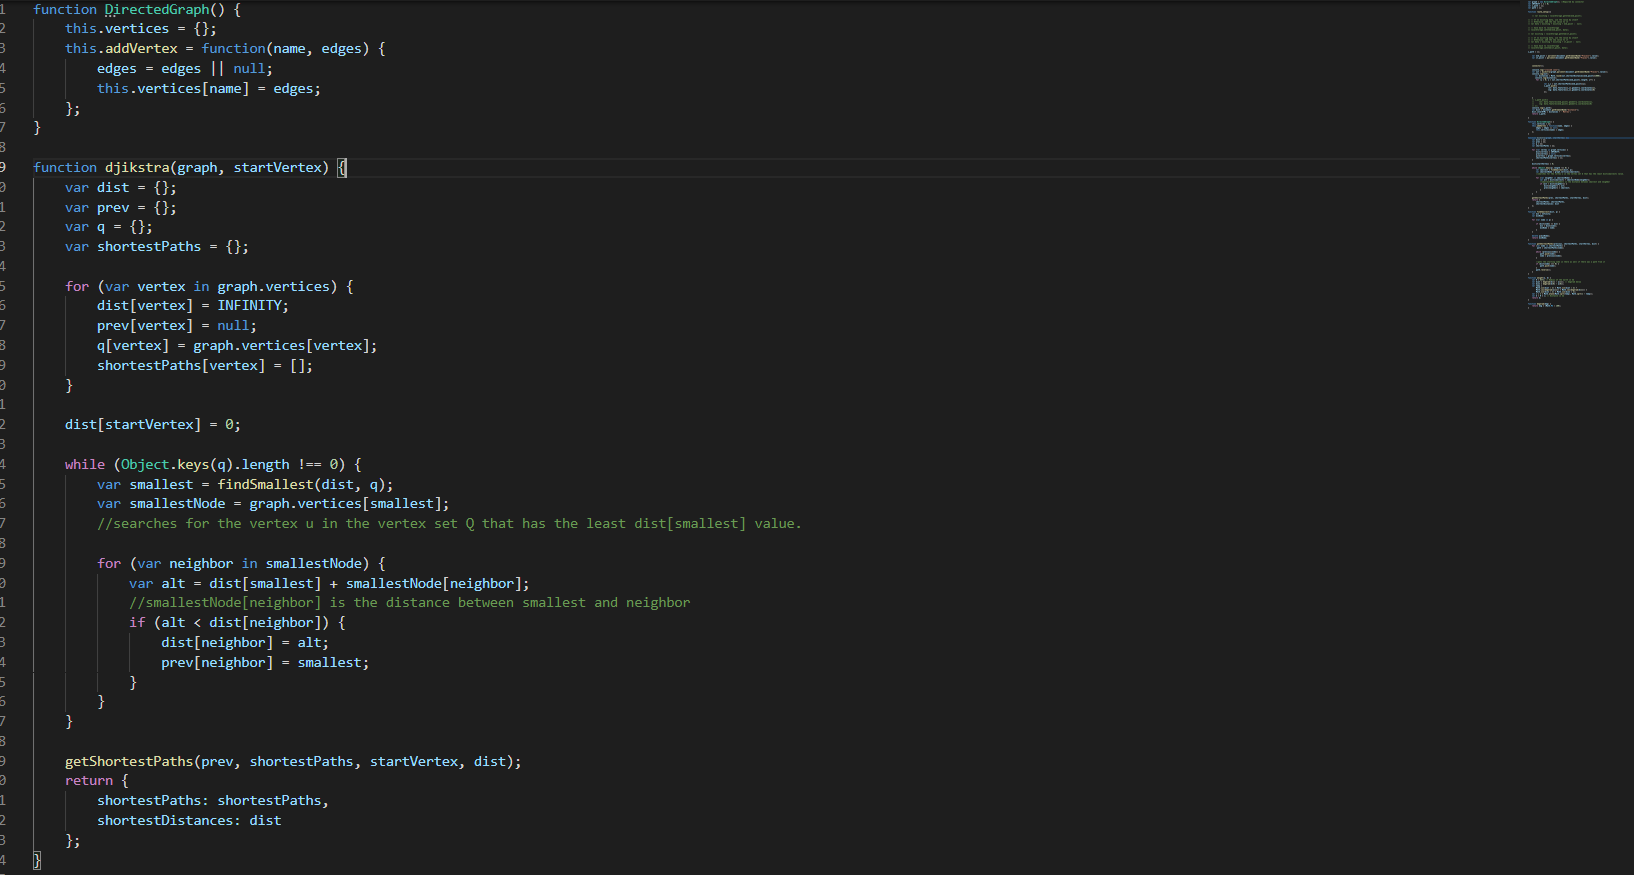 1 function DirectedGraph() {
2 this.vertices = {};
3 this.addVertex = function(name, edges) {
4 edges = edges || null;
5 this.vertices[name] = edges;
6 };
7 }
8
9 function djikstra(graph, startVertex) {
0 var dist = {};
1 var prev = {};
2 var q = {};
3 var shortestPaths = {};
4
5 for (var vertex in graph.vertices) {
6 dist[vertex] = INFINITY;
7 prev[vertex] = null;
8 q[vertex] = graph.vertices[vertex];
9 shortestPaths[vertex] = [];
0 }
1
2 dist[startVertex] = 0;
3
4 while (Object.keys(q).length !== 0) {
5 var smallest = findSmallest(dist, q);
6 var smallestNode = graph.vertices[smallest];
7 //searches for the vertex u in the vertex set Q that has the least dist[smallest] value.
8
9 for (var neighbor in smallestNode) {
0 var alt = dist[smallest] + smallestNode[neighbor];
1 //smallestNode[neighbor] is the distance between smallest and neighbor
2 if (alt < dist[neighbor]) {
3 dist[neighbor] = alt;
4 prev[neighbor] = smallest;
5 }
6 }
7 }
8
9 getShortestPaths(prev, shortestPaths, startVertex, dist);
0 return {
1 shortestPaths: shortestPaths,
2 shortestDistances: dist
3 };
4 }